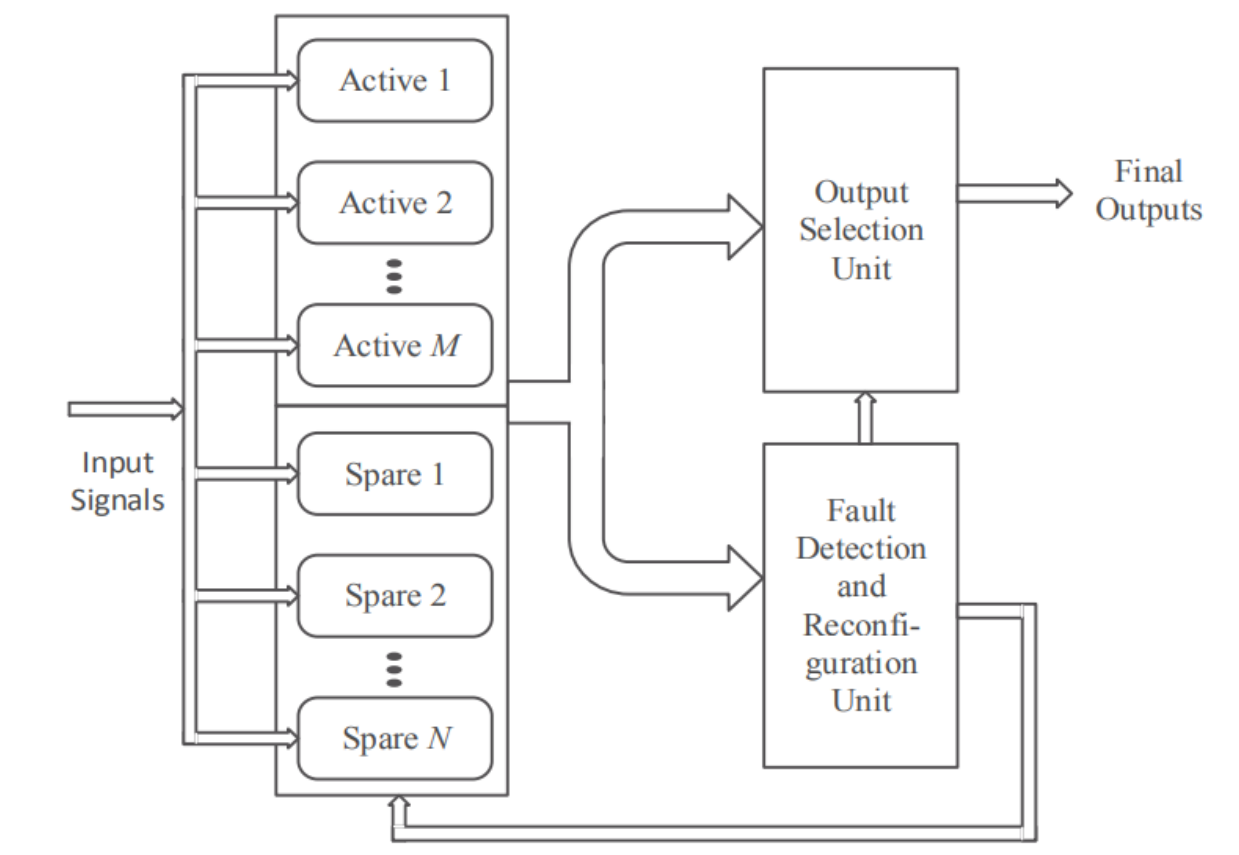 Active 1
Active 2
Active M
Input
Signals
Spare 1
Spare 2
Spare N
Output
Selection
Unit
Final
Outputs
Fault
Detection
and
Reconfi-
guration
Unit